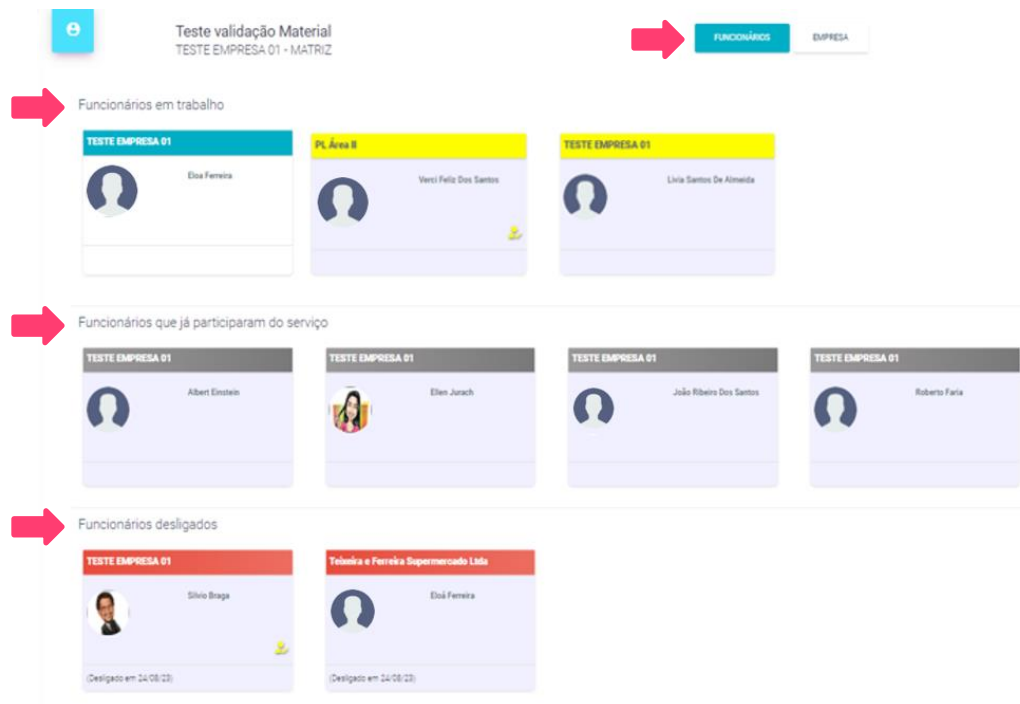 Teste validação Material
TESTE EMPRESA 01 - MATRIZ
FUNCIONÁRIOS
EMPRESA
Funcionários em trabalho
TESTE EMPRESA 01
Eloa Ferreira
PL Área II
Verci Feliz Dos Santos
TESTE EMPRESA 01
Livia Santos De Almeida
Funcionários que já participaram do serviço
TESTE EMPRESA 01
Albert Einstein
TESTE EMPRESA 01
Ellen Jurach
TESTE EMPRESA 01
João Ribeiro Dos Santos
TESTE EMPRESA 01
Roberto Faria
Funcionários desligados
TESTE EMPRESA 01
Silvio Braga
(Desligado em 24/08/23)
Teixeira e Ferreira Supermercado Ltda
Eloá Ferreira
(Desligado em 24/08/23)